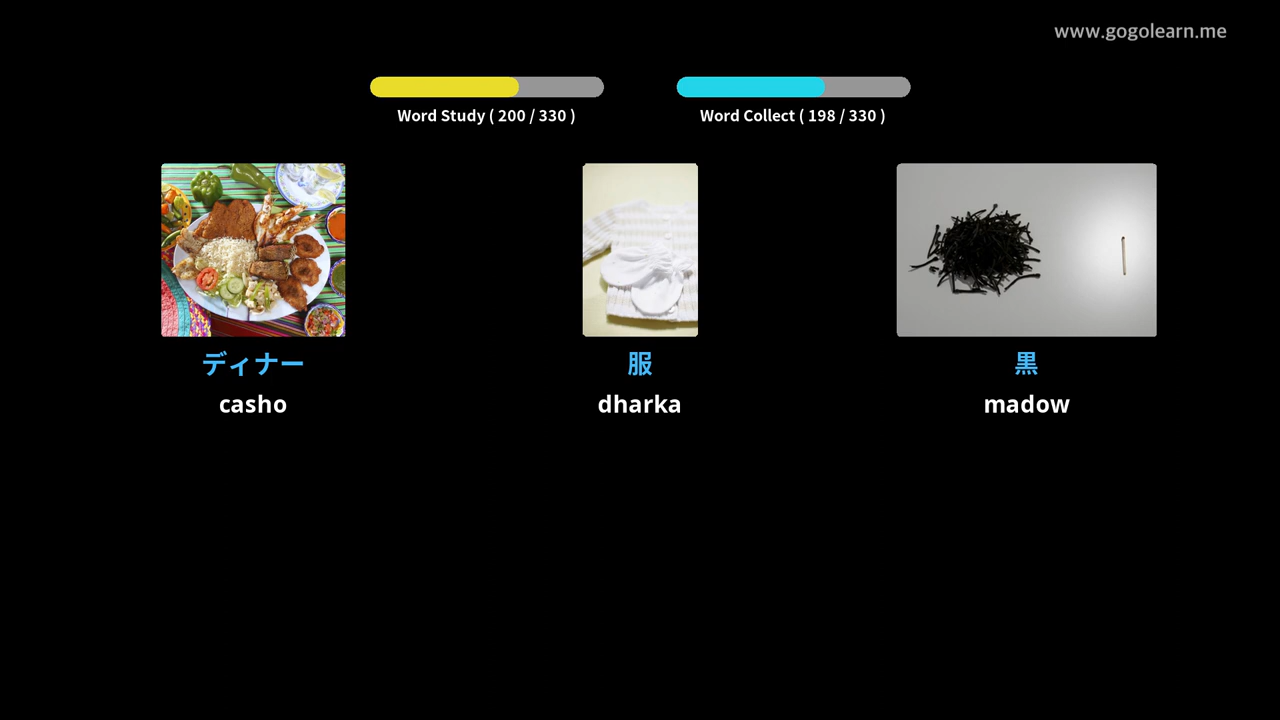 www.gogolearn.me
Word Study ( 200 / 330 )
Word Collect ( 198 / 330 )
ディナー
casho
服
dharka
黒
madow